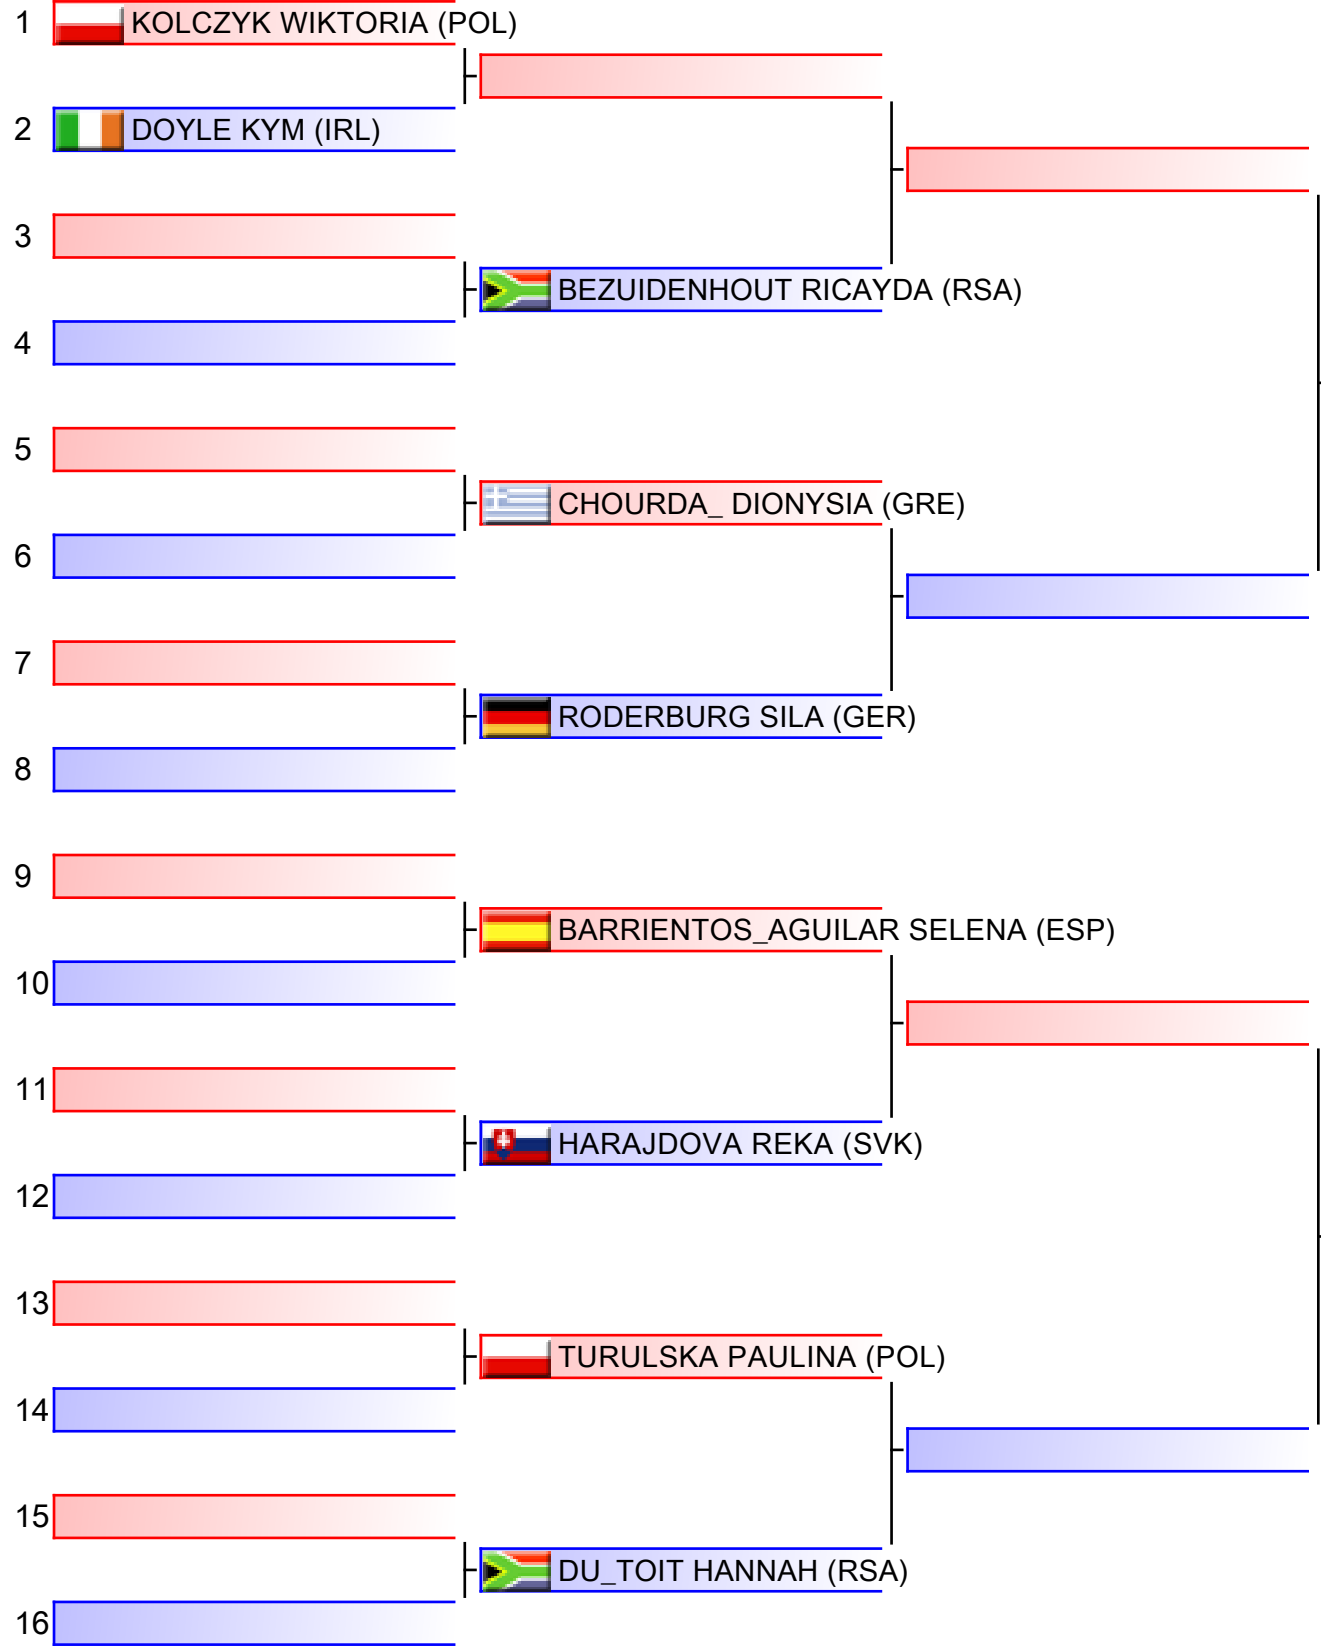 1 KOLCZYK WIKTORIA (POL)
2 DOYLE KYM (IRL)
3
BEZUIDENHOUT RICAYDA (RSA)
4
5
CHOURDA_ DIONYSIA (GRE)
6
7
RODERBURG SILA (GER)
8
9
BARRIENTOS_AGUILAR SELENA (ESP)
10
11
HARAJDOVA REKA (SVK)
12
13
TURULSKA PAULINA (POL)
14
15
DU_TOIT HANNAH (RSA)
16